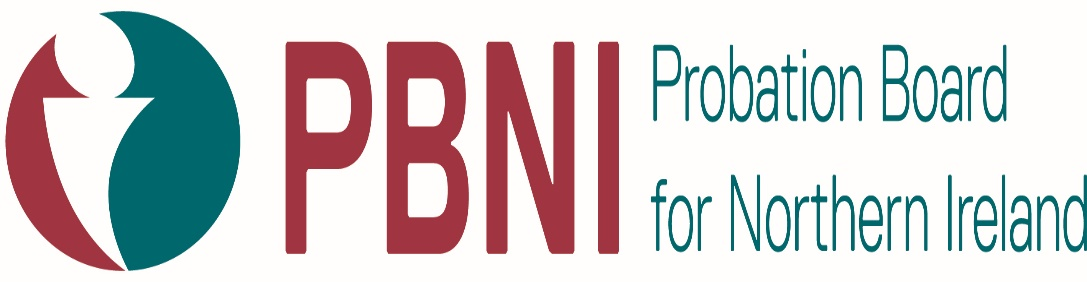 PBNI
Probation Board
for Northern Ireland